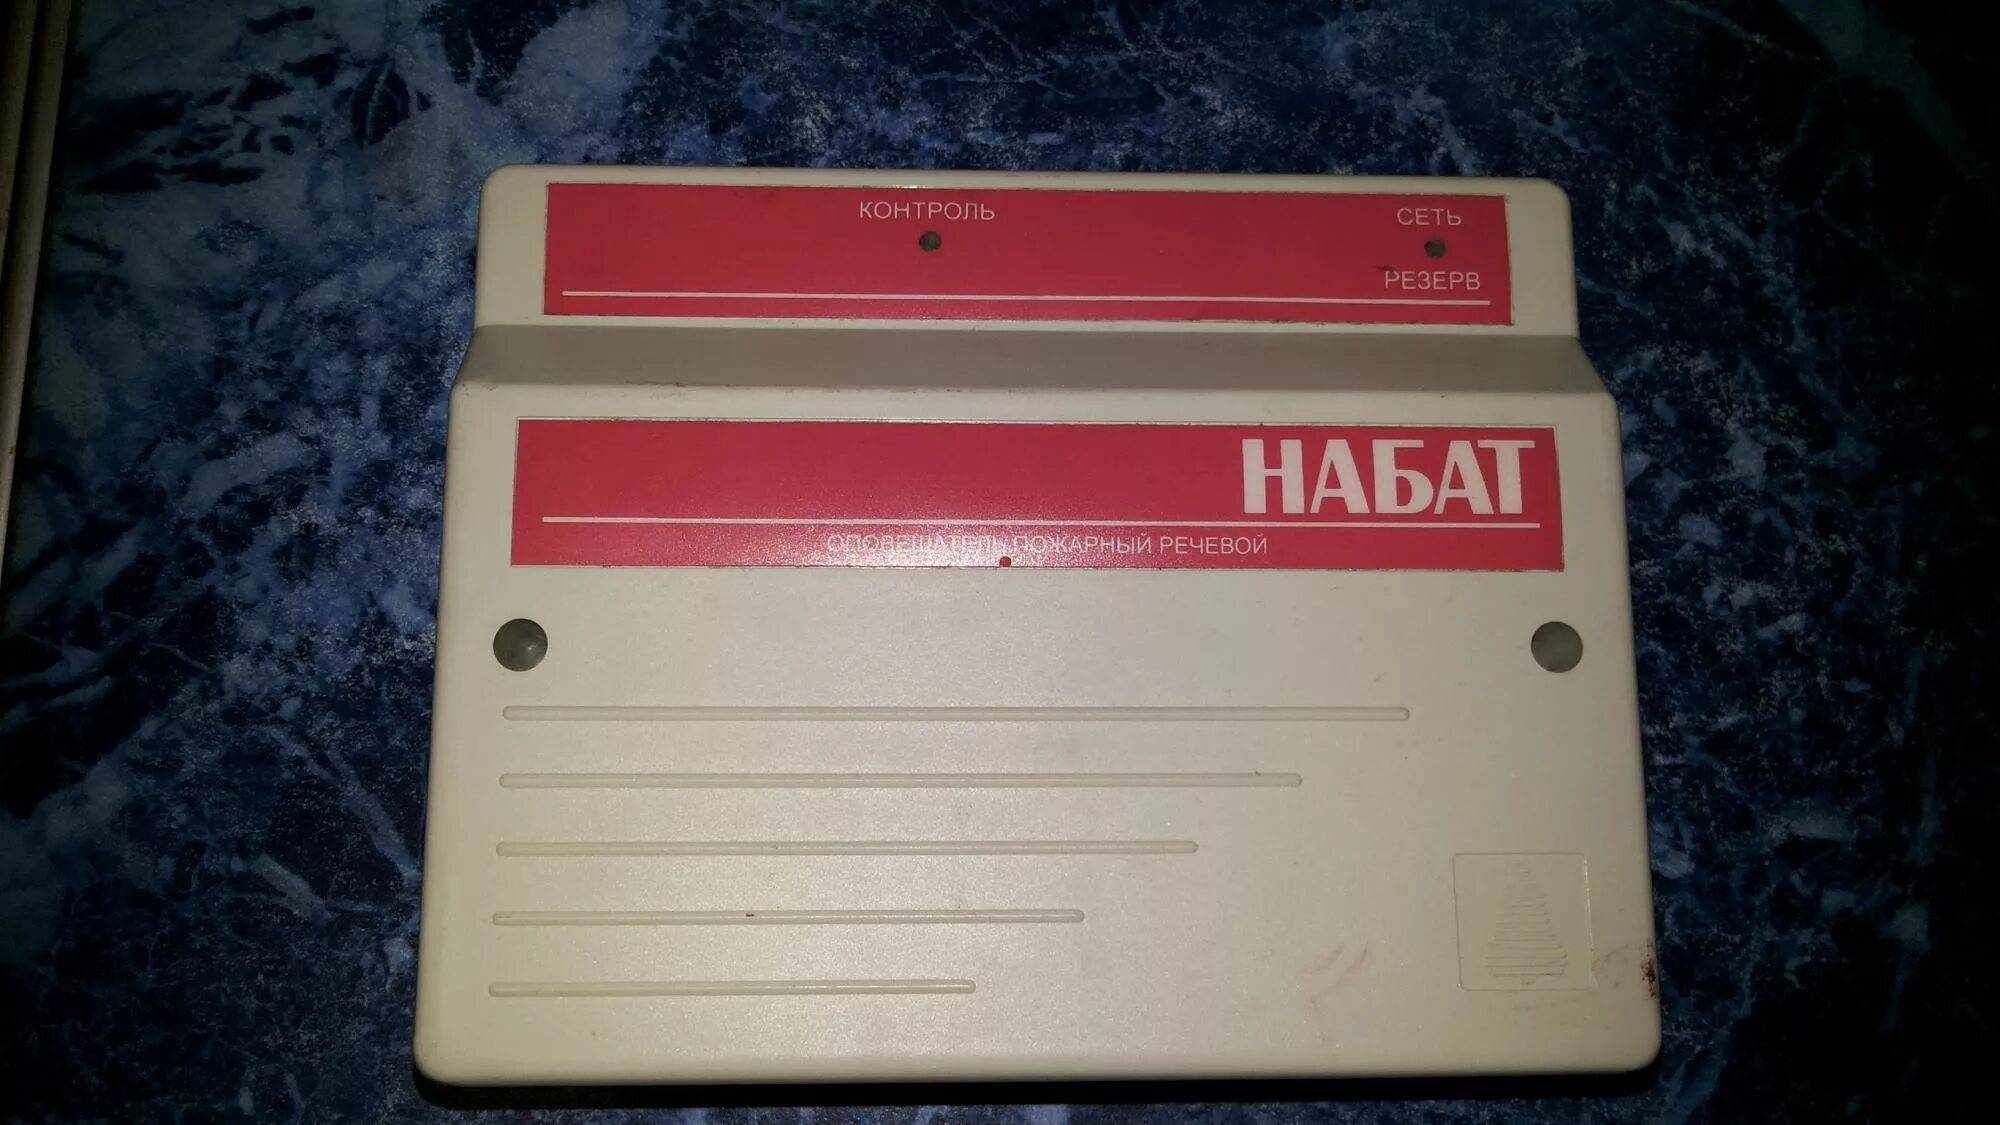 КОНТРОЛЬ
СЕТЬ
РЕЗЕРВ
НАБАТ
ОПОВЕЩАТЕЛЬ ПОЖАРНЫЙ РЕЧЕВОЙ